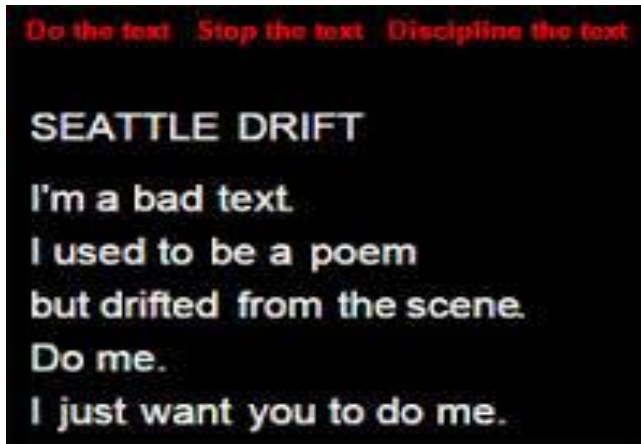 Do the text Stop the text Discipline the text
SEATTLE DRIFT
I'm a bad text.
I used to be a poem
but drifted from the scene.
Do me.
I just want you to do me.